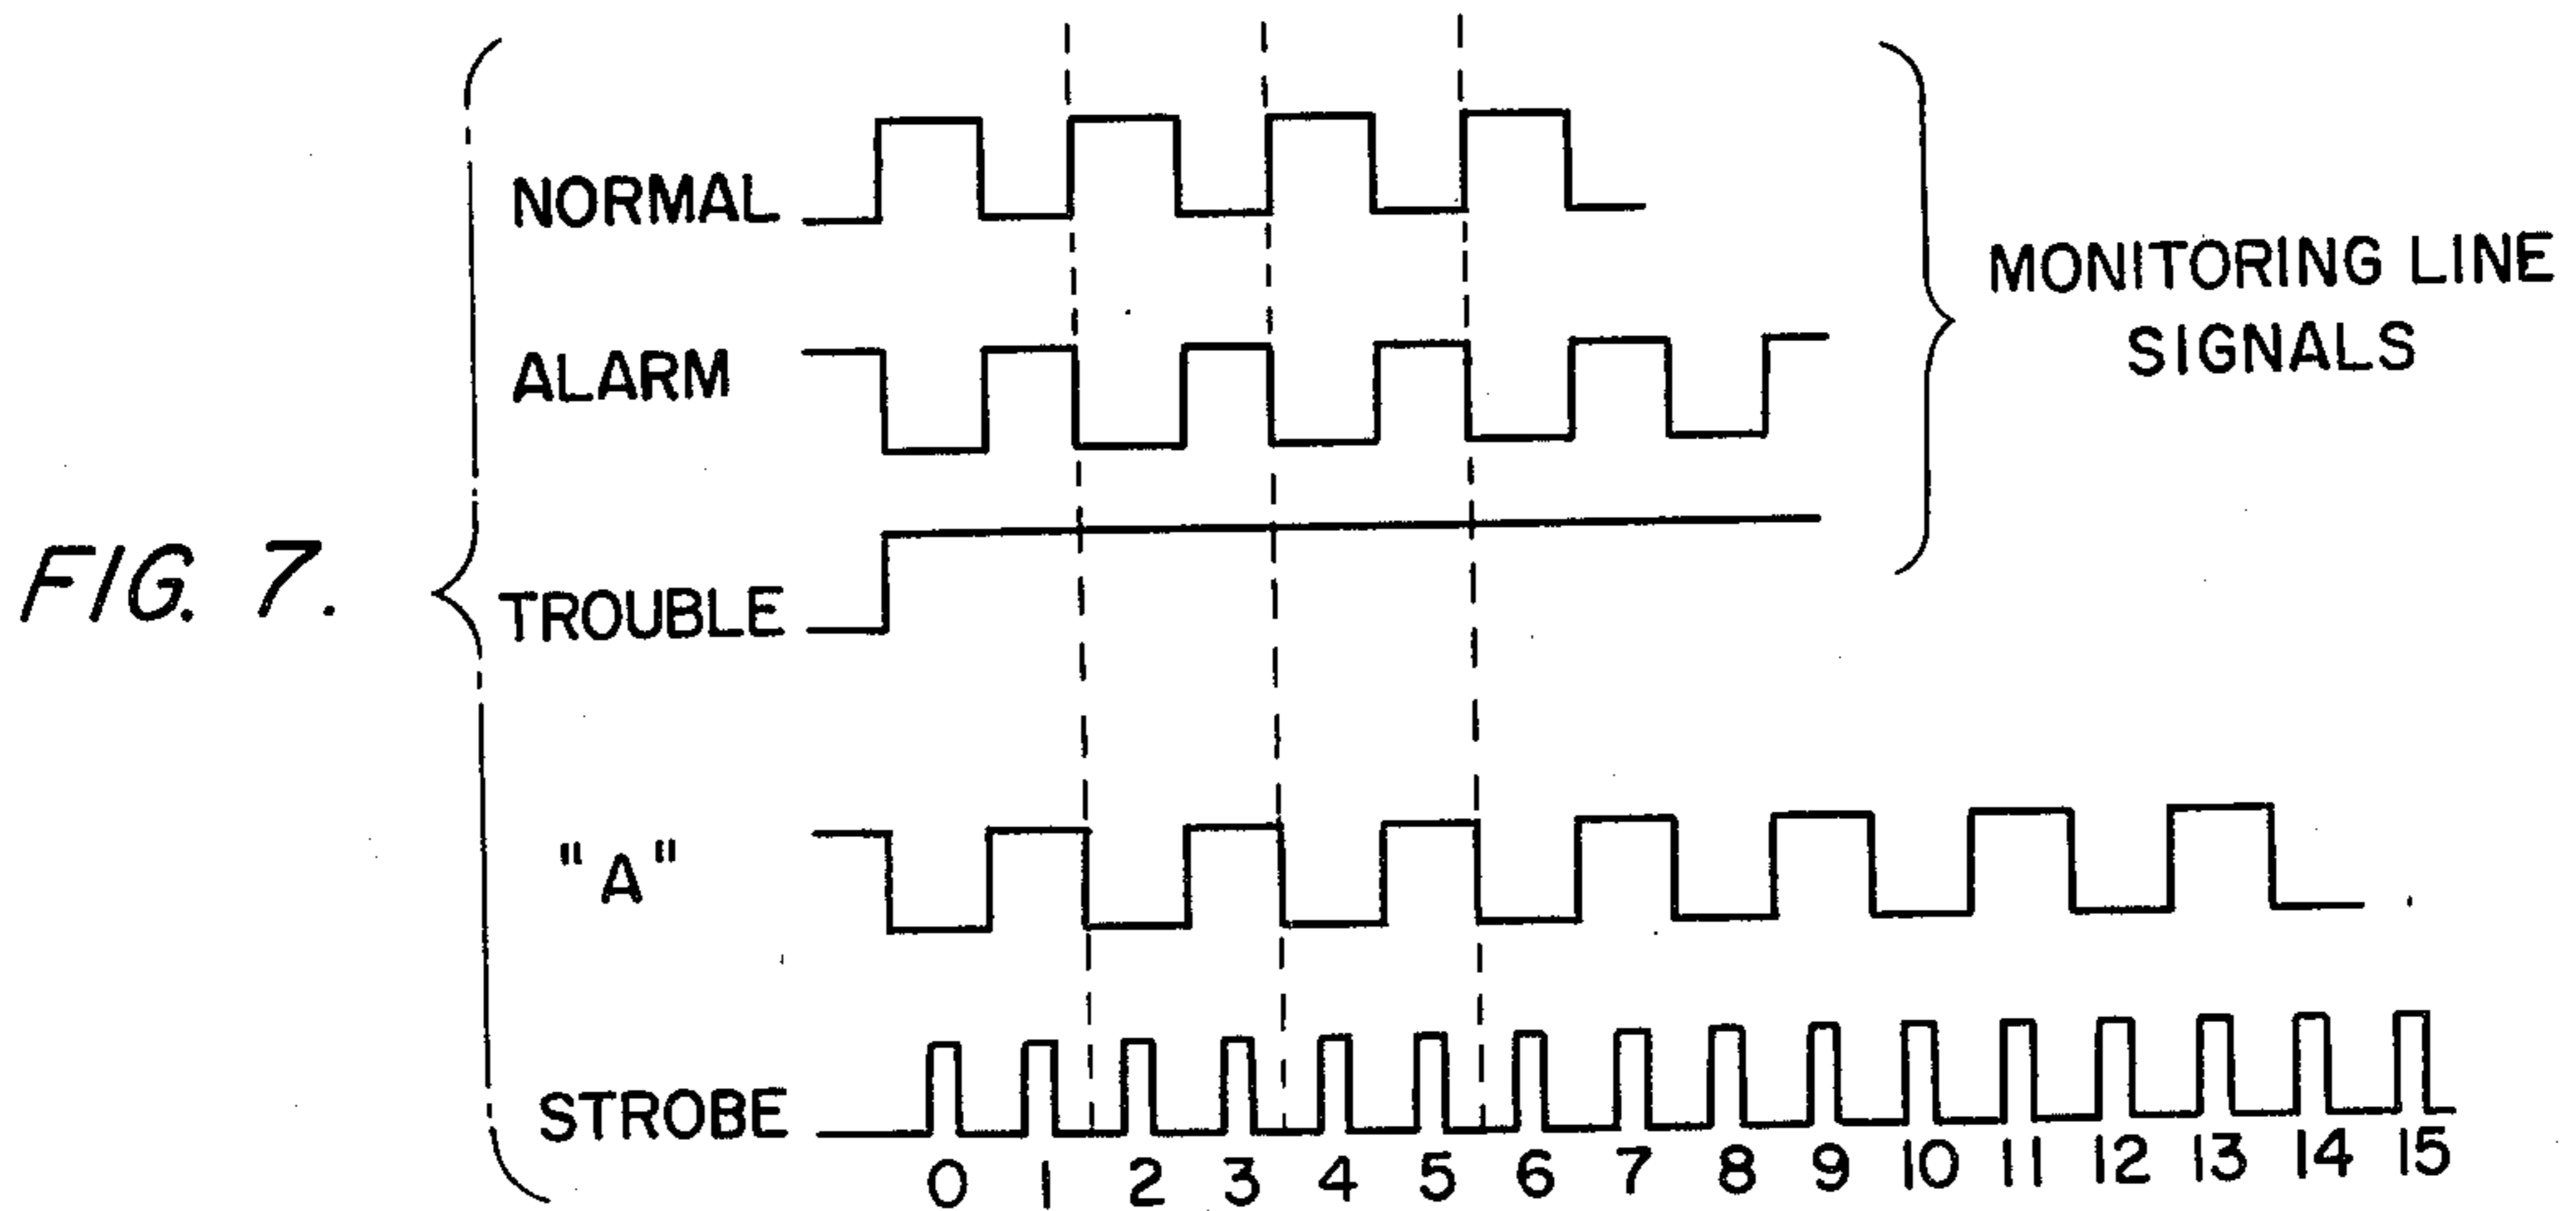 NORMAL
MONITORING LINE
SIGNALS
ALARM
FIG. 7.
TROUBLE
"A"
STROBE
0 1 2 3 4 5 6 7 8 9 10 11 12 13 14 15